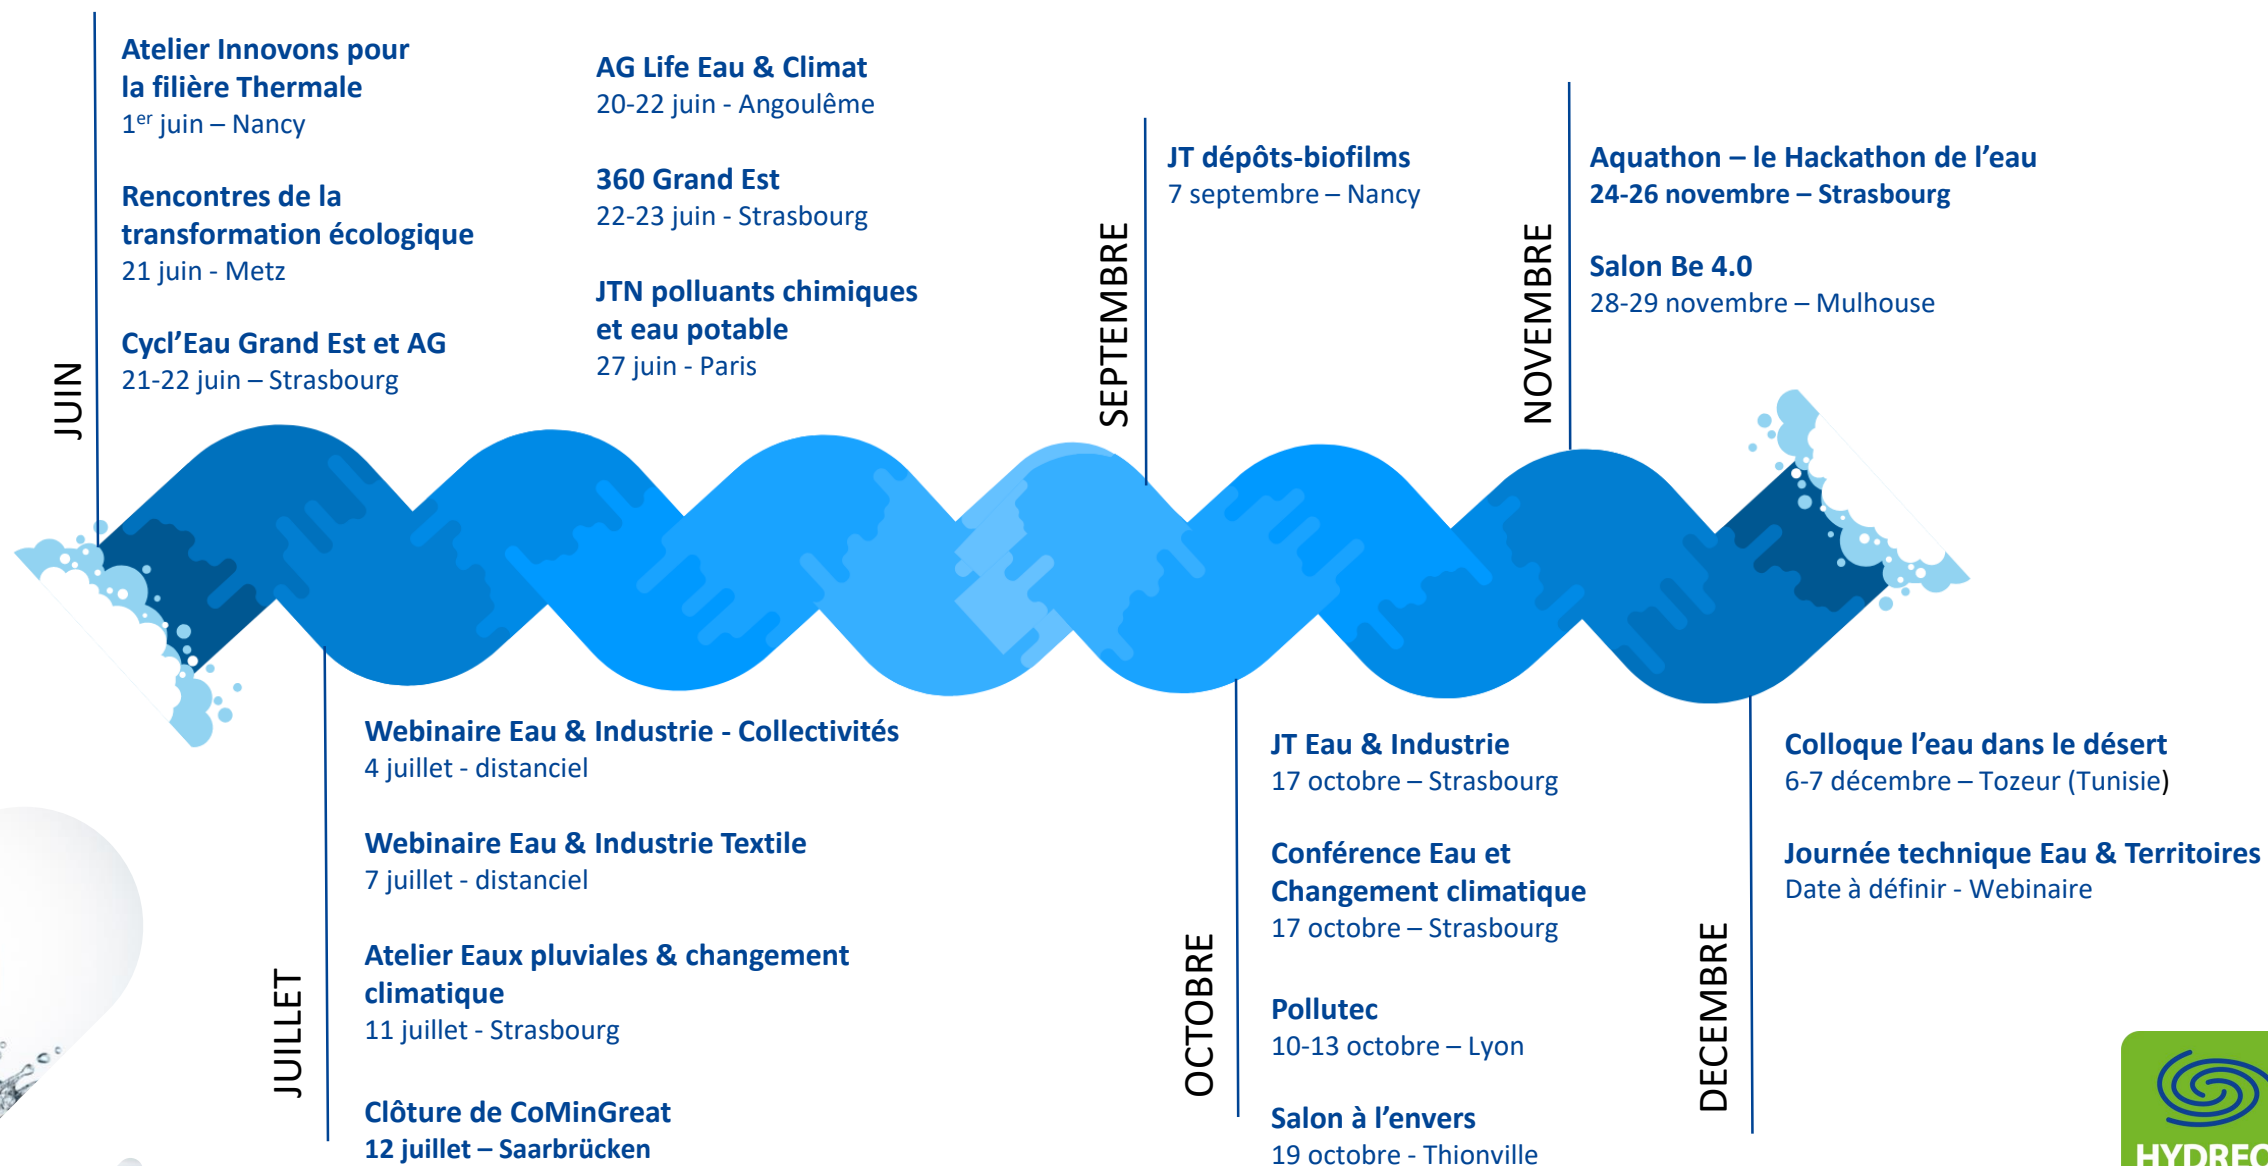 JUIN
Atelier Innovons pour
la filière Thermale
1er juin – Nancy
Rencontres de la
transformation écologique
21 juin - Metz
Cycl’Eau Grand Est et AG
21-22 juin – Strasbourg
AG Life Eau & Climat
20-22 juin - Angoulême
360 Grand Est
22-23 juin - Strasbourg
JTN polluants chimiques
et eau potable
27 juin - Paris
JUILLET
Webinaire Eau & Industrie - Collectivités
4 juillet - distanciel
Webinaire Eau & Industrie Textile
7 juillet - distanciel
Atelier Eaux pluviales & changement
climatique
11 juillet - Strasbourg
Clôture de CoMinGreat
12 juillet – Saarbrücken
SEPTEMBRE
JT dépôts-biofilms
7 septembre – Nancy
OCTOBRE
JT Eau & Industrie
17 octobre – Strasbourg
Conférence Eau et
Changement climatique
17 octobre – Strasbourg
Pollutec
10-13 octobre – Lyon
Salon à l’envers
19 octobre - Thionville
NOVEMBRE
Aquathon – le Hackathon de l’eau
24-26 novembre – Strasbourg
Salon Be 4.0
28-29 novembre – Mulhouse
DECEMBRE
Colloque l’eau dans le désert
6-7 décembre – Tozeur (Tunisie)
Journée technique Eau & Territoires
Date à définir - Webinaire